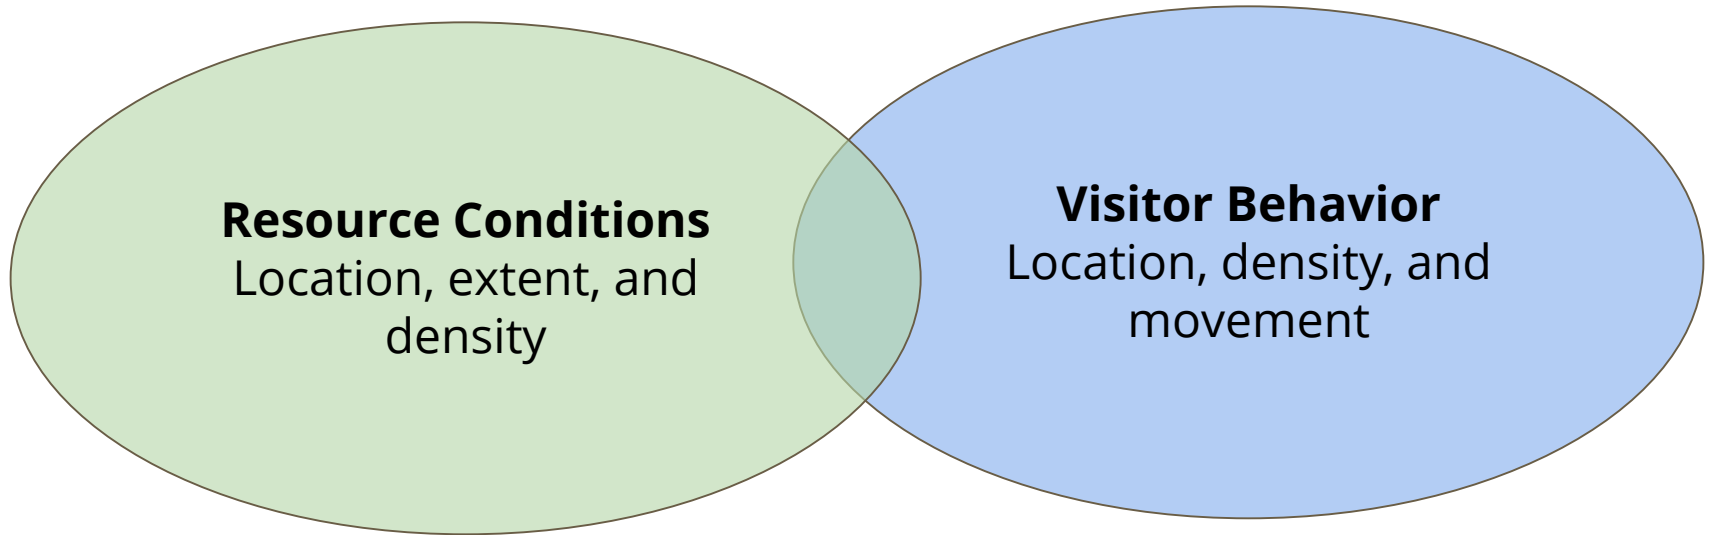 Resource Conditions
Location, extent, and
density
Visitor Behavior
Location, density, and
movement